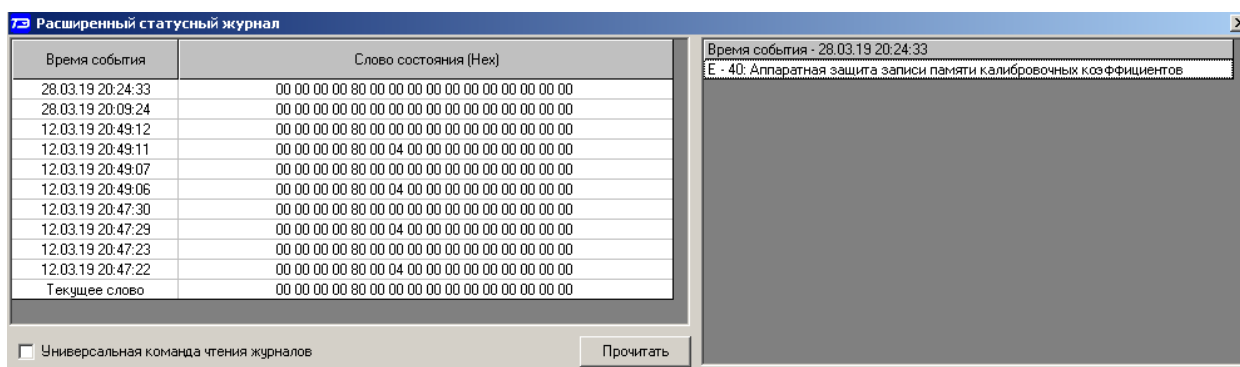 ТЭ Расширенный статусный журнал
Время события Слово состояния (Hex)
28.03.19 20:24:33 00 00 00 00 80 00 00 00 00 00 00 00 00 00 00 00
28.03.19 20:09:24 00 00 00 00 80 00 00 00 00 00 00 00 00 00 00 00
12.03.19 20:49:12 00 00 00 00 80 00 00 00 00 00 00 00 00 00 00 00
12.03.19 20:49:11 00 00 00 00 80 00 04 00 00 00 00 00 00 00 00 00
12.03.19 20:49:07 00 00 00 00 80 00 00 00 00 00 00 00 00 00 00 00
12.03.19 20:49:06 00 00 00 00 80 00 04 00 00 00 00 00 00 00 00 00
12.03.19 20:47:30 00 00 00 00 80 00 00 00 00 00 00 00 00 00 00 00
12.03.19 20:47:29 00 00 00 00 80 00 04 00 00 00 00 00 00 00 00 00
12.03.19 20:47:23 00 00 00 00 80 00 00 00 00 00 00 00 00 00 00 00
12.03.19 20:47:22 00 00 00 00 80 00 04 00 00 00 00 00 00 00 00 00
Текущее слово 00 00 00 00 80 00 00 00 00 00 00 00 00 00 00 00
Универсальная команда чтения журналов Прочитать
Время события - 28.03.19 20:24:33
E - 40: Аппаратная защита записи памяти калибровочных коэффициентов